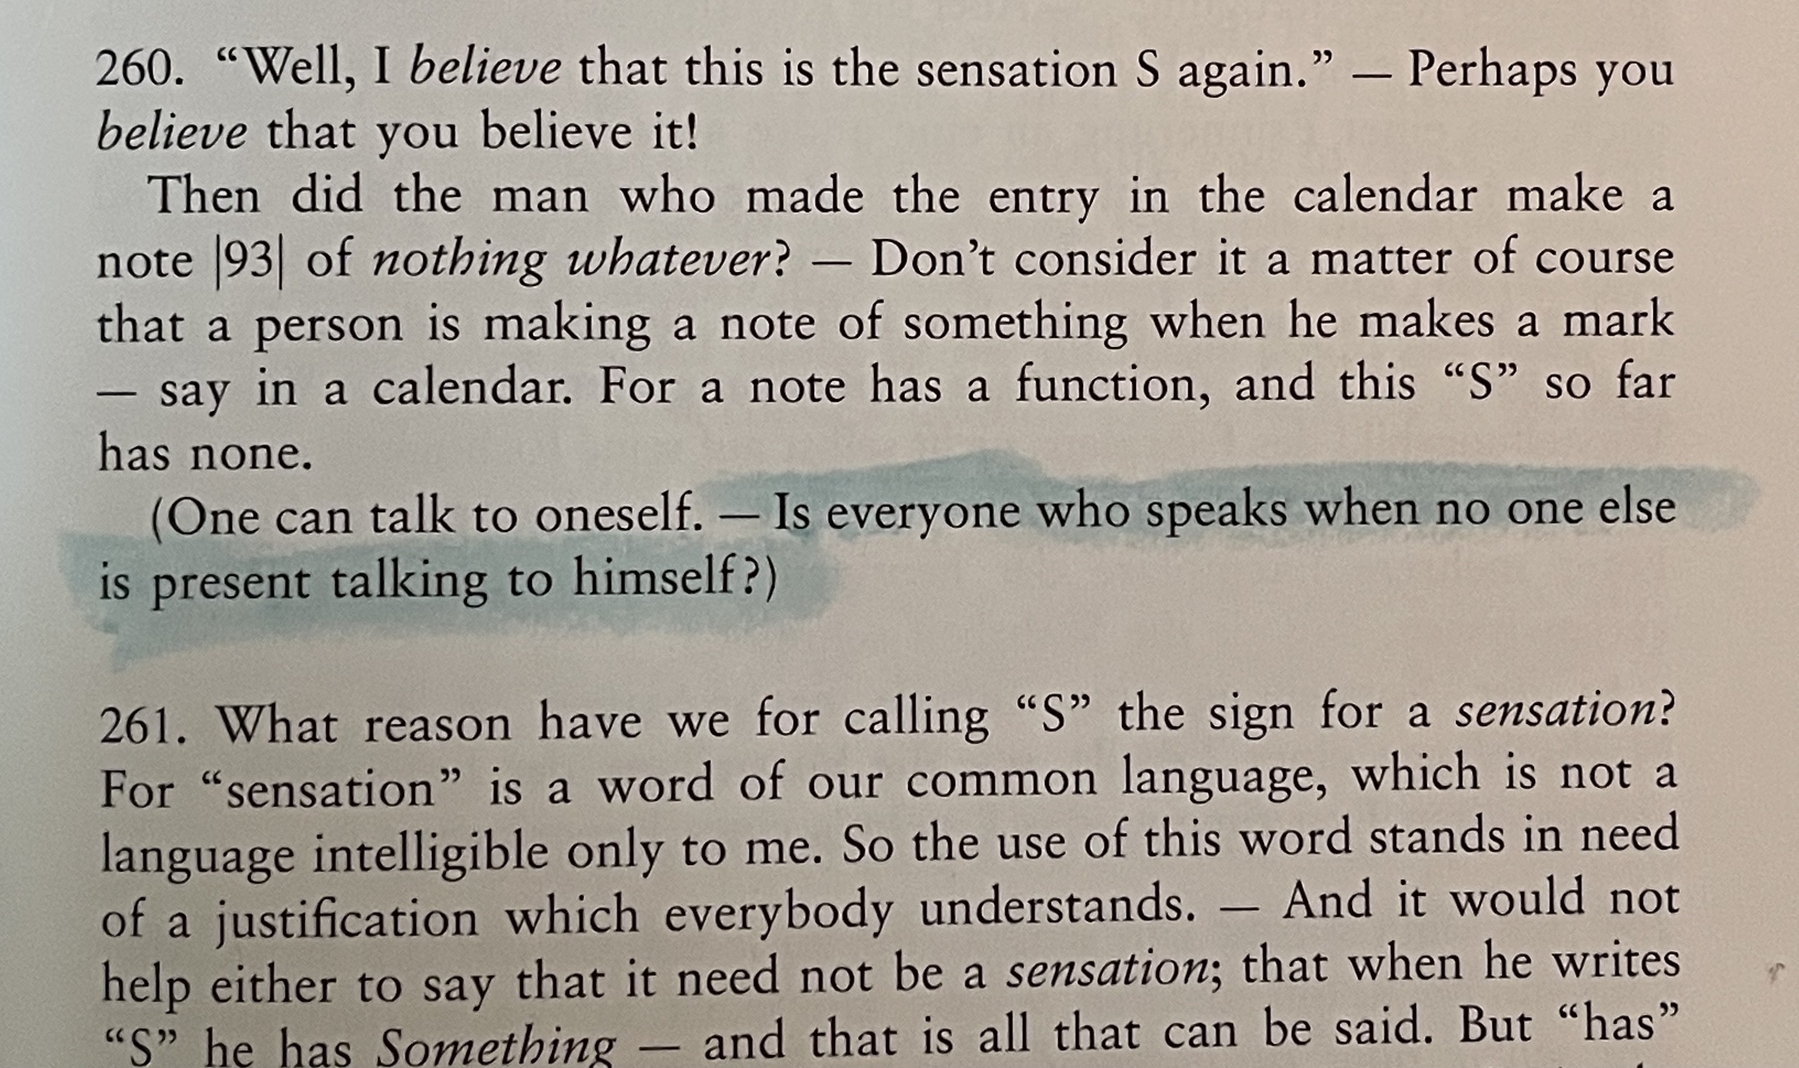 260. “Well, I believe that this is the sensation S again.” — Perhaps you
believe that you believe it!
Then did the man who made the entry in the calendar make a
note |93| of nothing whatever? — Don’t consider it a matter of course
that a person is making a note of something when he makes a mark
— say in a calendar. For a note has a function, and this “S” so far
has none.
(One can talk to oneself. — Is everyone who speaks when no one else
is present talking to himself?)
261. What reason have we for calling “S” the sign for a sensation?
For “sensation” is a word of our common language, which is not a
language intelligible only to me. So the use of this word stands in need
of a justification which everybody understands. — And it would not
help either to say that it need not be a sensation; that when he writes
“S” he has Something — and that is all that can be said. But “has”